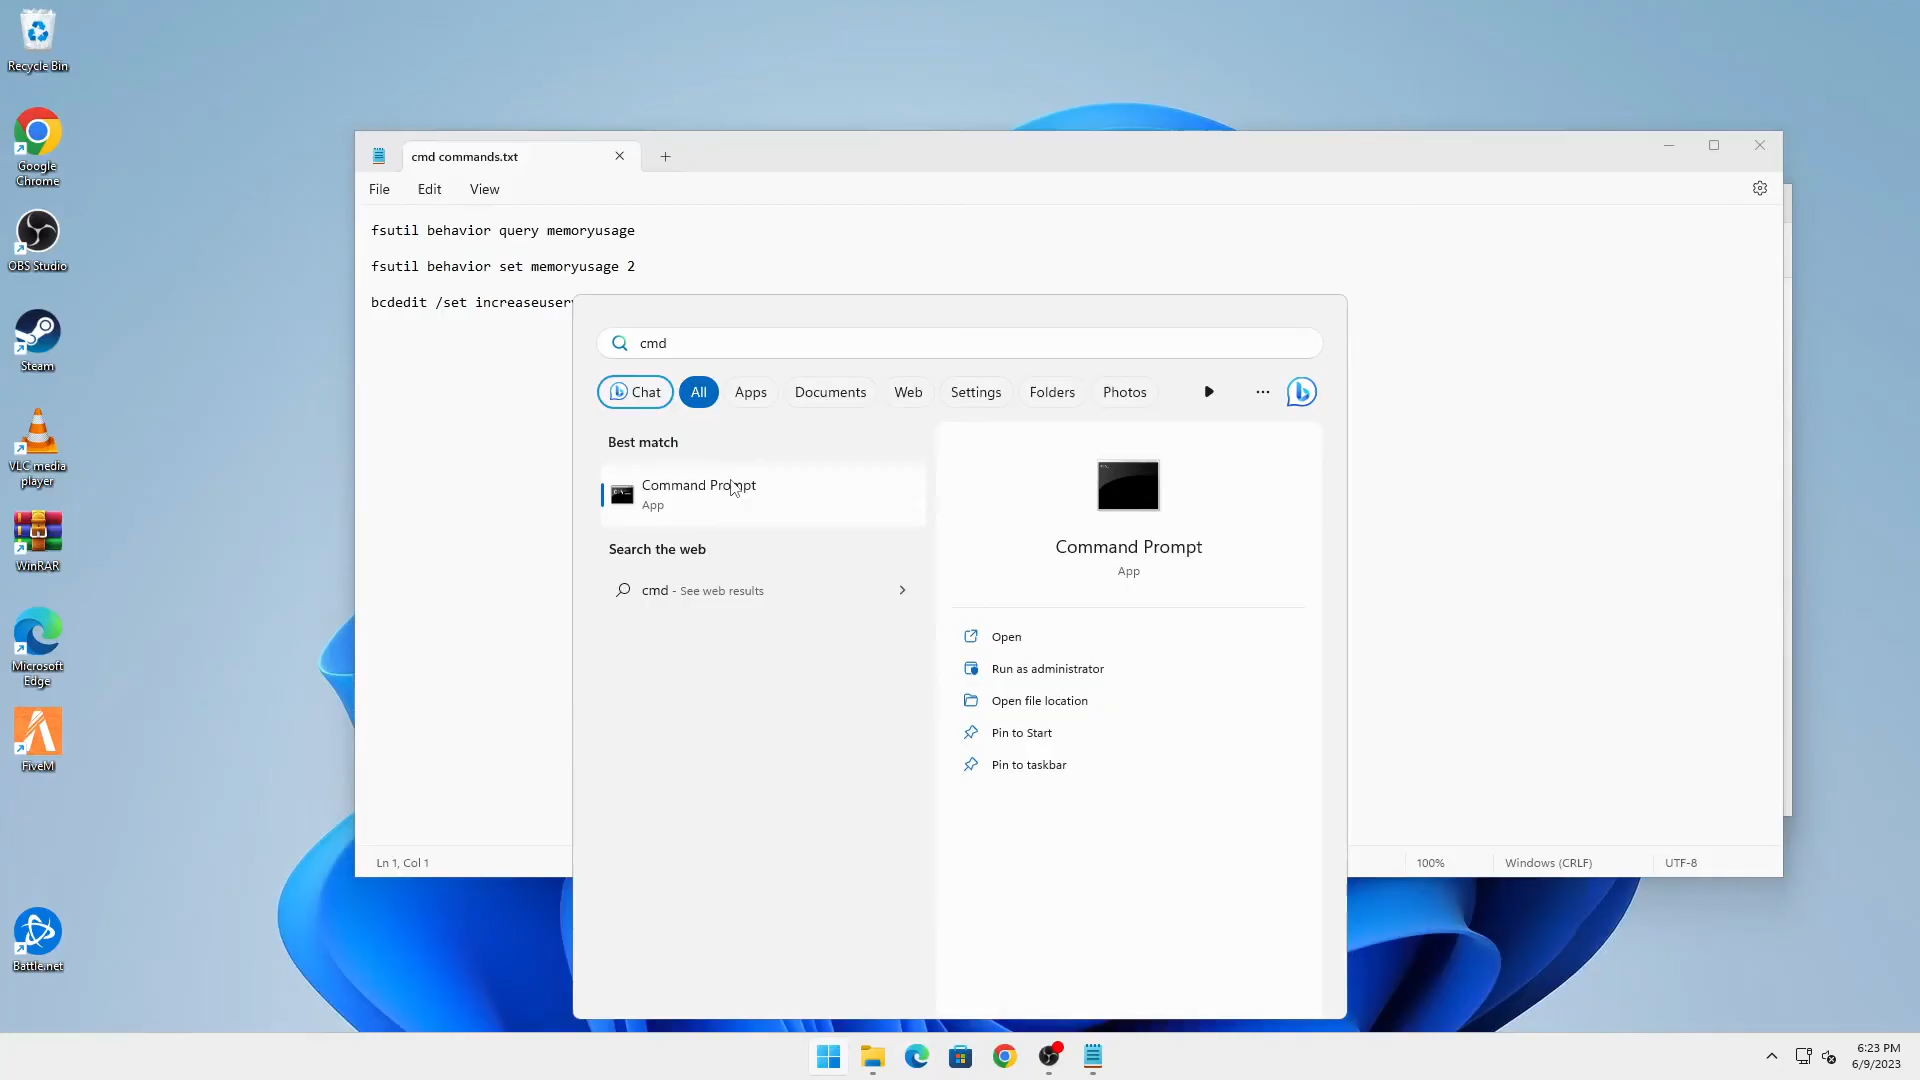 Recycle Bin
Google
Chrome
OBS Studio
Steam
VLC media
player
WinRAR
Microsoft
Edge
FiveM
Battle.net
cmd commands.txt
File
Edit
View
fsutil behavior query memoryusage
fsutil behavior set memoryusage 2
bcdedit /set increaseuser
Ln 1, Col 1
100%
Windows (CRLF)
UTF-8
cmd
Chat
All
Apps
Documents
Web
Settings
Folders
Photos
Best match
Command Prompt
App
Search the web
cmd - See web results
Command Prompt
App
Open
Run as administrator
Open file location
Pin to Start
Pin to taskbar
6:23 PM
6/9/2023